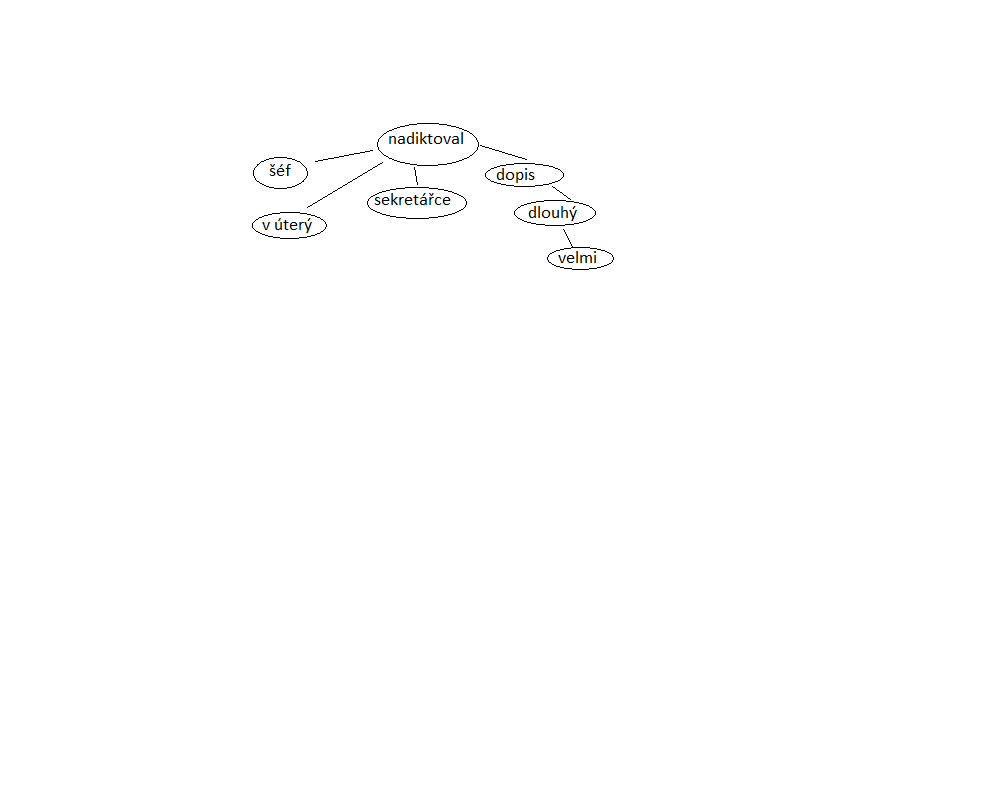 nadiktoval
šéf
dopis
sekretářce
dlouhý
v úterý
velmi